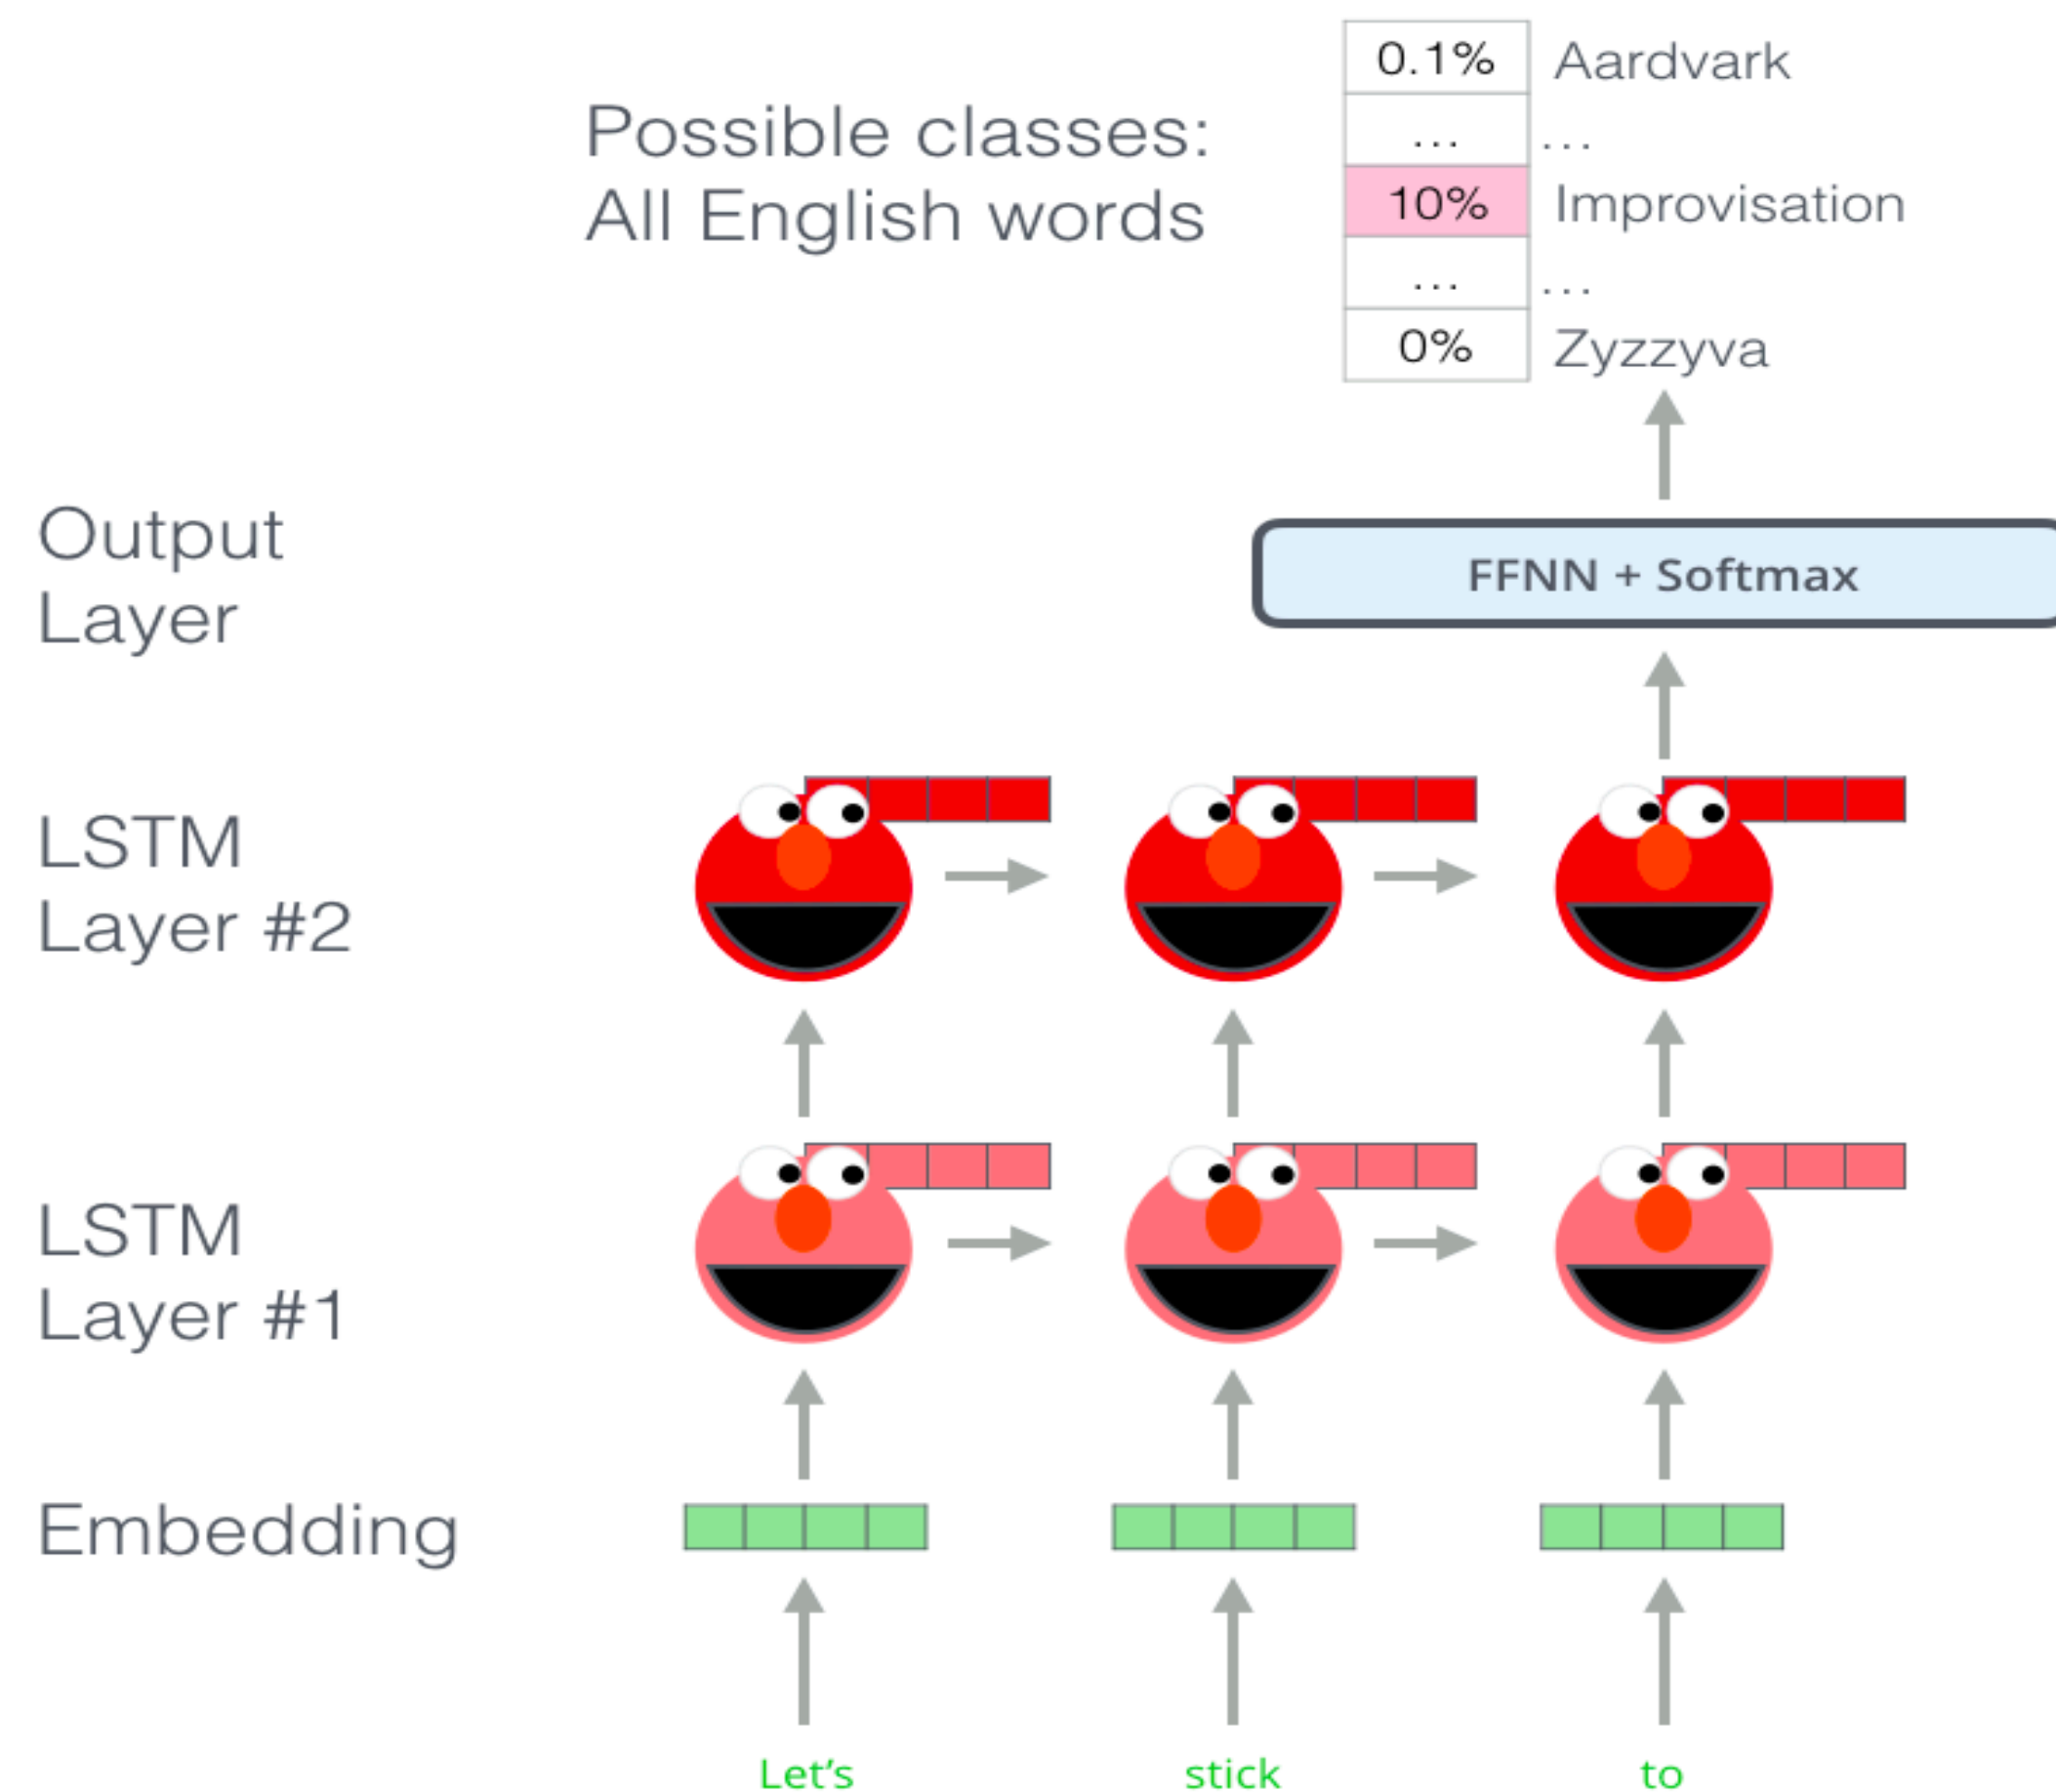 0.1% Aardvark
... ...
Possible classes:
All English words
10% Improvisation
... ...
0% Zyzzyva
Output
Layer
FFNN + Softmax
LSTM
Layer #2
LSTM
Layer #1
Embedding
Let's stick to